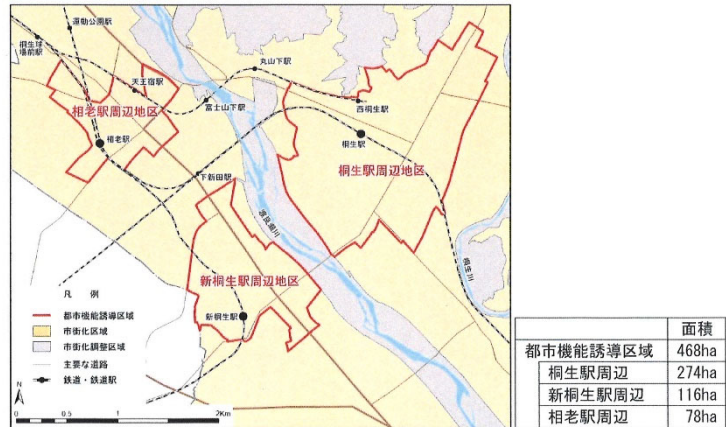 運動公園駅
桐生球
場前駅
丸山下駅
天王宿駅
相老駅周辺地区
富士山下駅
西桐生駅
相老駅
桐生駅
桐生駅周辺地区
下新田駅
渡良瀬川
桐生川
新桐生駅周辺地区
新桐生駅
凡 例
都市機能誘導区域
市街化区域
市街化調整区域
主要な道路
鉄道・鉄道駅
N
0 0.5 1 2Km
面積
都市機能誘導区域 468ha
桐生駅周辺 274ha
新桐生駅周辺 116ha
相老駅周辺 78ha